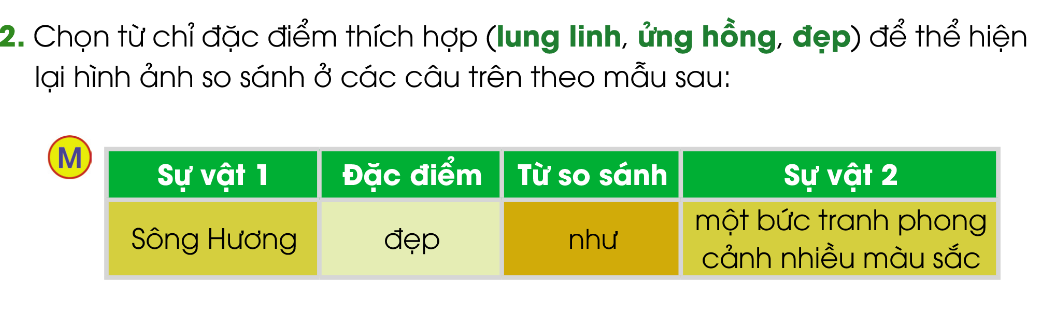 2. Chọn từ chỉ đặc điểm thích hợp (lung linh, ửng hồng, đẹp) để thể hiện
lại hình ảnh so sánh ở các câu trên theo mẫu sau:
M
Sự vật 1 Đặc điểm Từ so sánh Sự vật 2
Sông Hương đẹp như một bức tranh phong
cảnh nhiều màu sắc